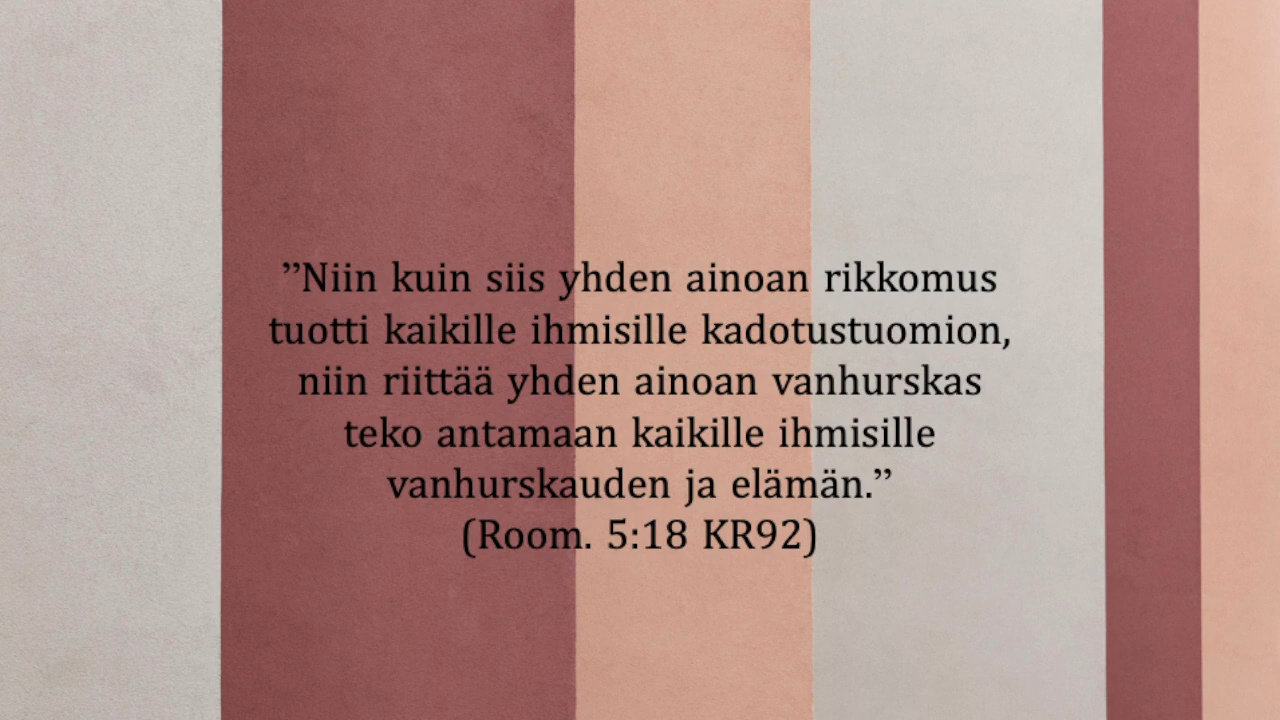 ”Niin kuin siis yhden ainoan rikkomus
tuotti kaikille ihmisille kadotustuomion,
niin riittää yhden ainoan vanhurskas
teko antamaan kaikille ihmisille
vanhurskauden ja elämän.”
(Room. 5:18 KR92)